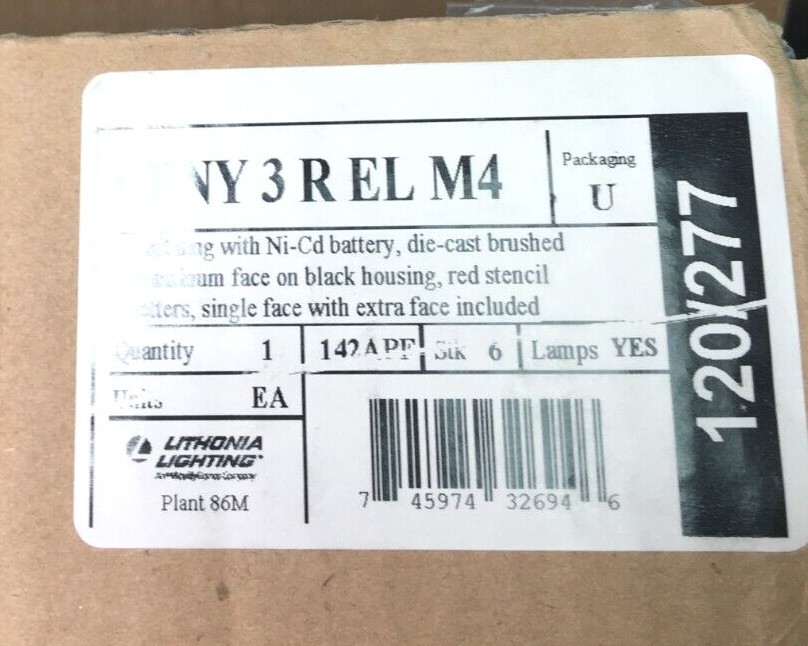 NY 3 R EL M4
Packaging
U
with Ni-Cd battery, die-cast brushed
face on black housing, red stencil
single face with extra face included
Quantity 1
Stk 6
Lamps YES
Units EA
LITHONIA
LIGHTING
Plant 86M
7 45974 32694 6
120/277